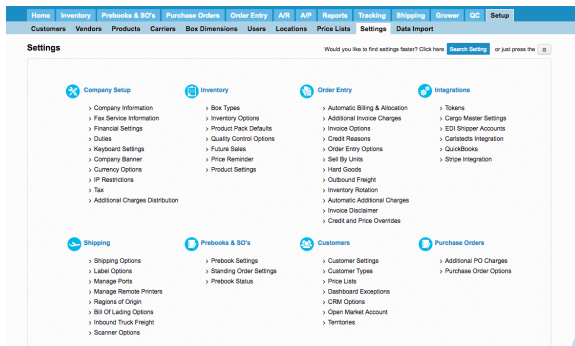 Home Inventory Prebooks & SO's Purchase Orders Order Entry A/R A/P Reports Tracking Shipping Grower QC Setup
Customers Vendors Products Carriers Box Dimensions Users Locations Price Lists Settings Data Import
Settings
Would you like to find settings faster? Click here Search Setting or just press the B
Company Setup
> Company Information
> Fax Service Information
> Financial Settings
> Duties
> Keyboard Settings
> Company Banner
> Currency Options
> IP Restrictions
> Tax
> Additional Charges Distribution
Inventory
> Box Types
> Inventory Options
> Product Pack Defaults
> Quality Control Options
> Future Sales
> Price Reminder
> Product Settings
Order Entry
> Automatic Billing & Allocation
> Additional Invoice Charges
> Invoice Options
> Credit Reasons
> Order Entry Options
> Sell By Units
> Hard Goods
> Outbound Freight
> Inventory Rotation
> Automatic Additional Charges
> Invoice Disclaimer
> Credit and Price Overrides
Integrations
> Tokens
> Cargo Master Settings
> EDI Shipper Accounts
> Carlstedts Integration
> QuickBooks
> Stripe Integration
Shipping
> Shipping Options
> Label Options
> Manage Ports
> Manage Remote Printers
> Regions of Origin
> Bill Of Lading Options
> Inbound Truck Freight
> Scanner Options
Prebooks & SO's
> Prebook Settings
> Standing Order Settings
> Prebook Status
Customers
> Customer Settings
> Customer Types
> Price Lists
> Dashboard Exceptions
> CRM Options
> Open Market Account
> Territories
Purchase Orders
> Additional PO Charges
> Purchase Order Options